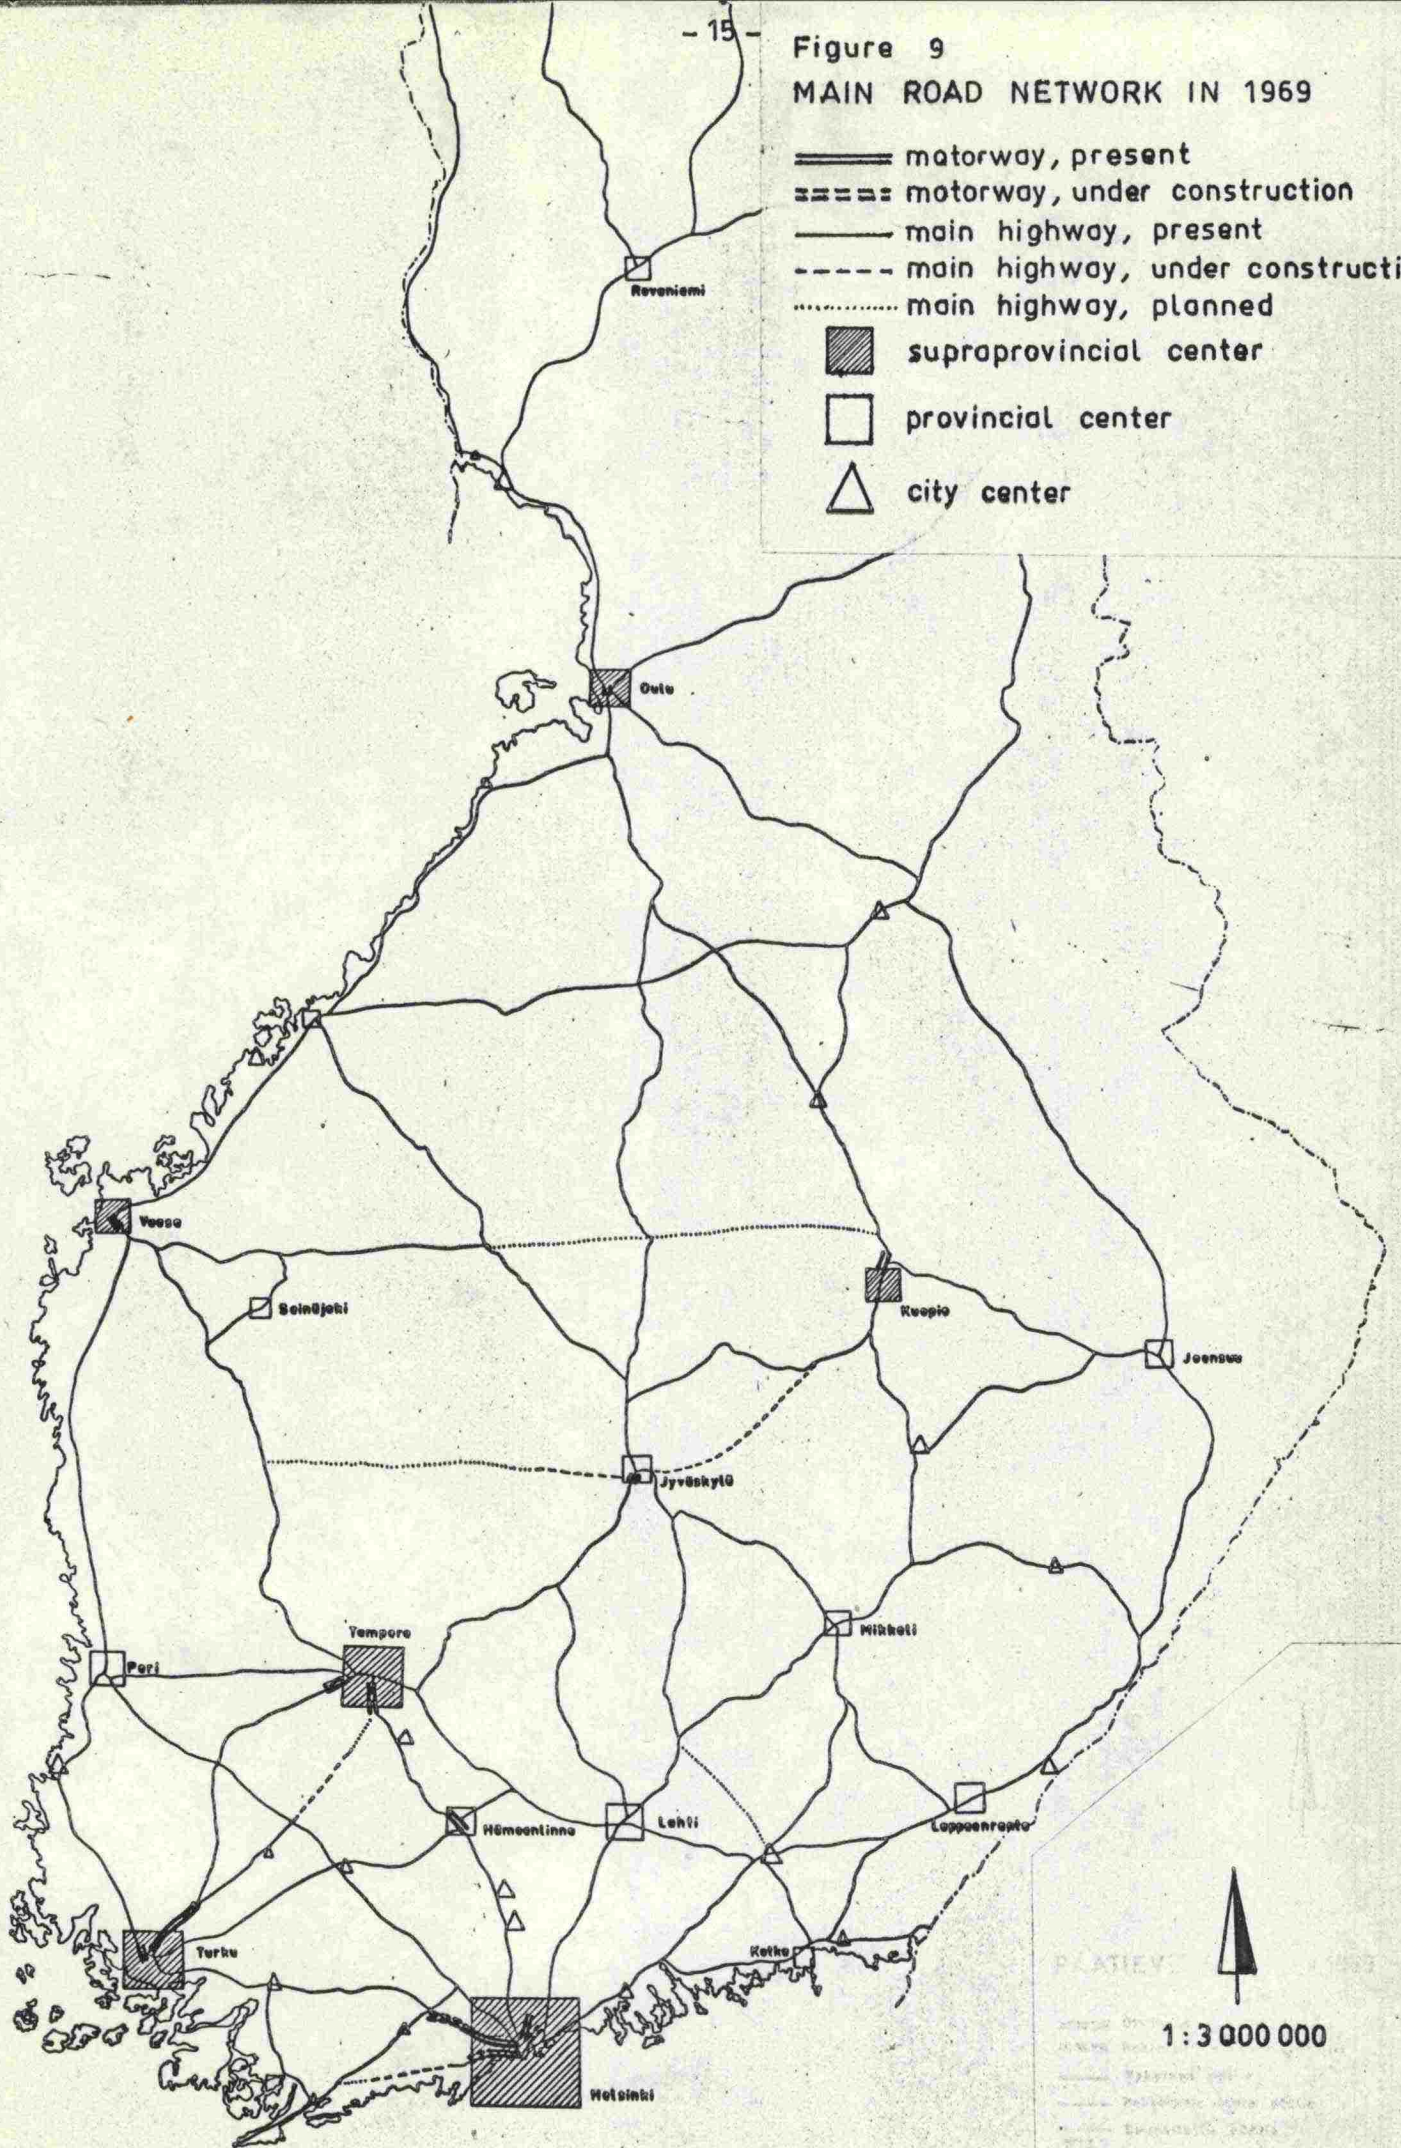 - 15 -
Figure 9
MAIN ROAD NETWORK IN 1969
motorway, present
motorway, under construction
main highway, present
main highway, under constructi
main highway, planned
supraprovincial center
provincial center
city center
Rovaniemi
Oulu
Vaasa
Seinäjoki
Kuopio
Joensuu
Jyväskylä
Tampere
Mikkeli
Pori
Hämeenlinna
Lahti
Lappeenranta
Turku
Kotka
Helsinki
1:3 000 000